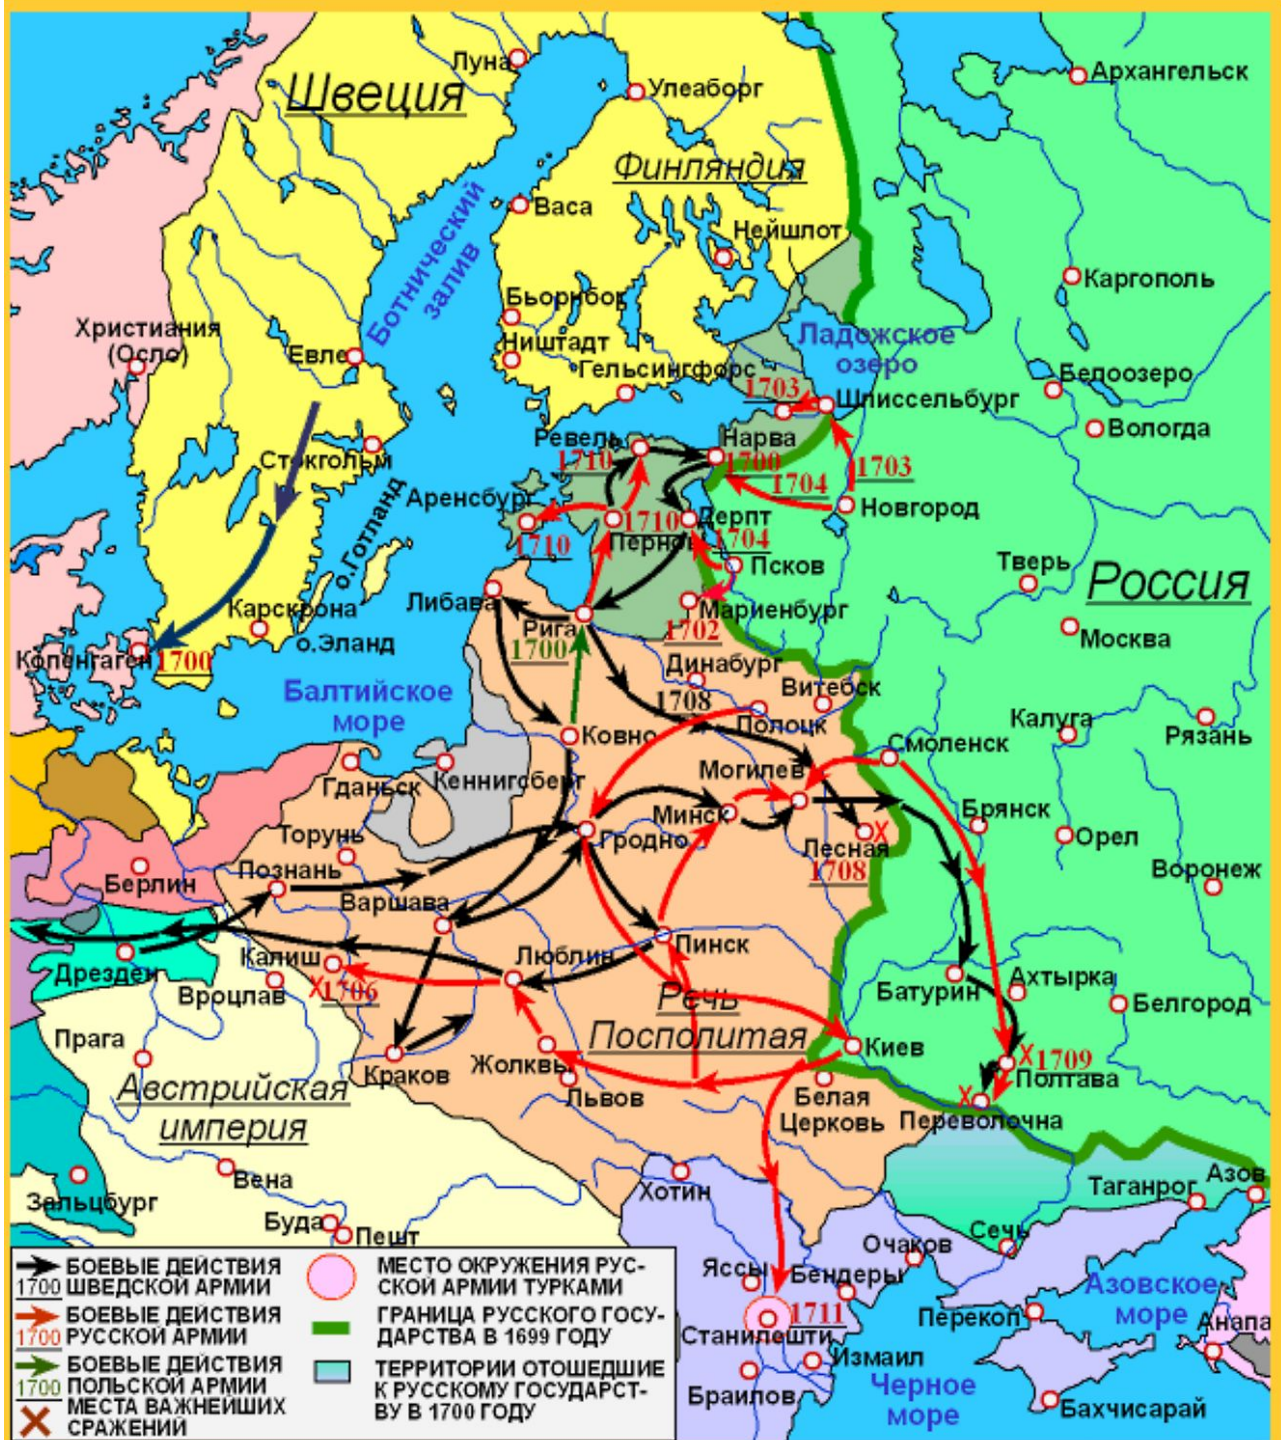 Луна
Архангельск
Швеция
Улеаборг
Финляндия
Васа
Ботнический
залив
Нейшлот
Каргополь
Бьорнборг
Христиания
(Осло)
Евле
Ништадт
Ладожское
озеро
Гельсингфорс
Белоозеро
1703
Шлиссельбург
Вологда
Ревель
Нарва
1710
1700
Стокгольм
1703
1704
Аренсбург
Новгород
о.Готланд
1710
Дерпт
1710
Пернов
1704
Псков
Тверь
Россия
Либава
Карскрона
Мариенбург
Рига
1702
Москва
о.Эланд
1700
Копенгаген
1700
Динабург
Балтийское
море
1708
Витебск
Полоцк
Калуга
Рязань
Ковно
Смоленск
Гданьск
Кеннигсберг
Могилев
Брянск
Торунь
Минск
Гродно
Лесная
1708
Орел
Берлин
Познань
Воронеж
Варшава
Пинск
Дрезден
Калиш
Люблин
Вроцлав
1706
Речь
Посполитая
Батурин
Ахтырка
Белгород
Прага
Киев
Краков
Жолквы
1709
Полтава
Австрийская
империя
Львов
Белая
Церковь
Переволочна
Вена
Хотин
Таганрог
Азов
Зальцбург
Буда
Пешт
Сечь
Очаков
Яссы
Бендеры
Азовское
море
1711
Перекоп
Станилешти
Анапа
Измаил
Браилов
Черное
море
Бахчисарай
БОЕВЫЕ ДЕЙСТВИЯ
1700 ШВЕДСКОЙ АРМИИ
БОЕВЫЕ ДЕЙСТВИЯ
1700 РУССКОЙ АРМИИ
БОЕВЫЕ ДЕЙСТВИЯ
1700 ПОЛЬСКОЙ АРМИИ
МЕСТА ВАЖНЕЙШИХ
СРАЖЕНИЙ
МЕСТО ОКРУЖЕНИЯ РУС-
СКОЙ АРМИИ ТУРКАМИ
ГРАНИЦА РУССКОГО ГОСУ-
ДАРСТВА В 1699 ГОДУ
ТЕРРИТОРИИ ОТОШЕДШИЕ
К РУССКОМУ ГОСУДАРСТ-
ВУ В 1700 ГОДУ